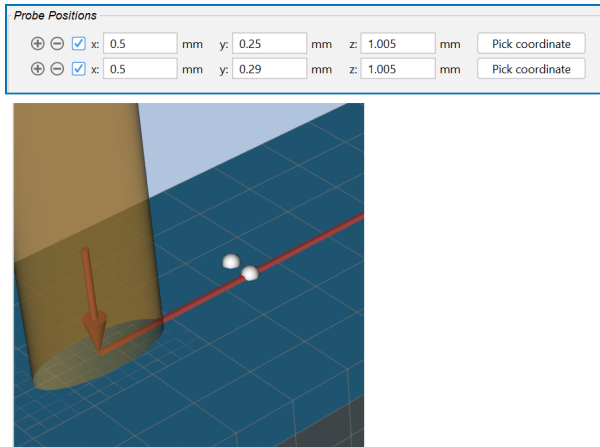 Probe Positions
x: 0.5 mm y: 0.25 mm z: 1.005 mm Pick coordinate
x: 0.5 mm y: 0.29 mm z: 1.005 mm Pick coordinate